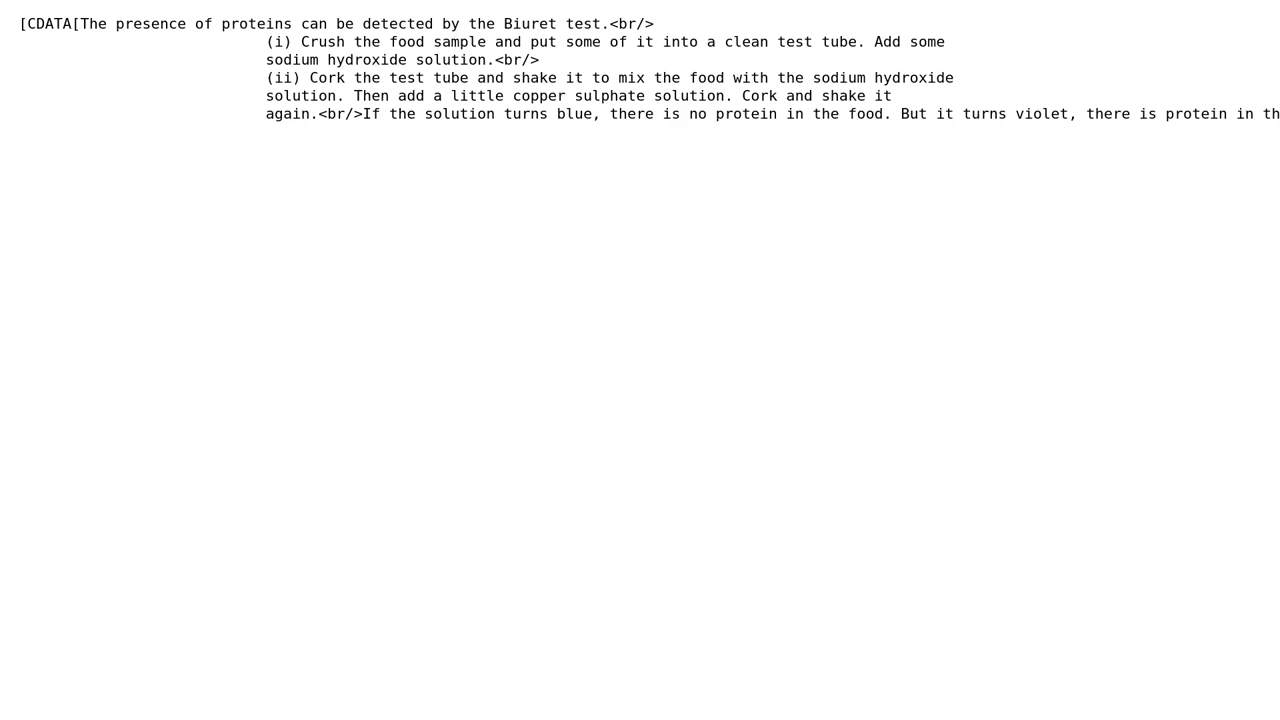 [CDATA[The presence of proteins can be detected by the Biuret test.<br/>
(i) Crush the food sample and put some of it into a clean test tube. Add some
sodium hydroxide solution.<br/>
(ii) Cork the test tube and shake it to mix the food with the sodium hydroxide
solution. Then add a little copper sulphate solution. Cork and shake it
again.<br/>If the solution turns blue, there is no protein in the food. But it turns violet, there is protein in th